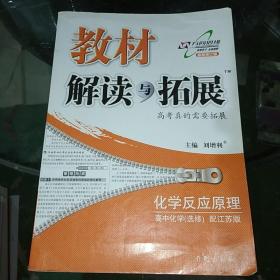 教材
解读与拓展
TM
高考真的需要拓展
主编 刘增利
化学反应原理
高中化学(选修) 配江苏版